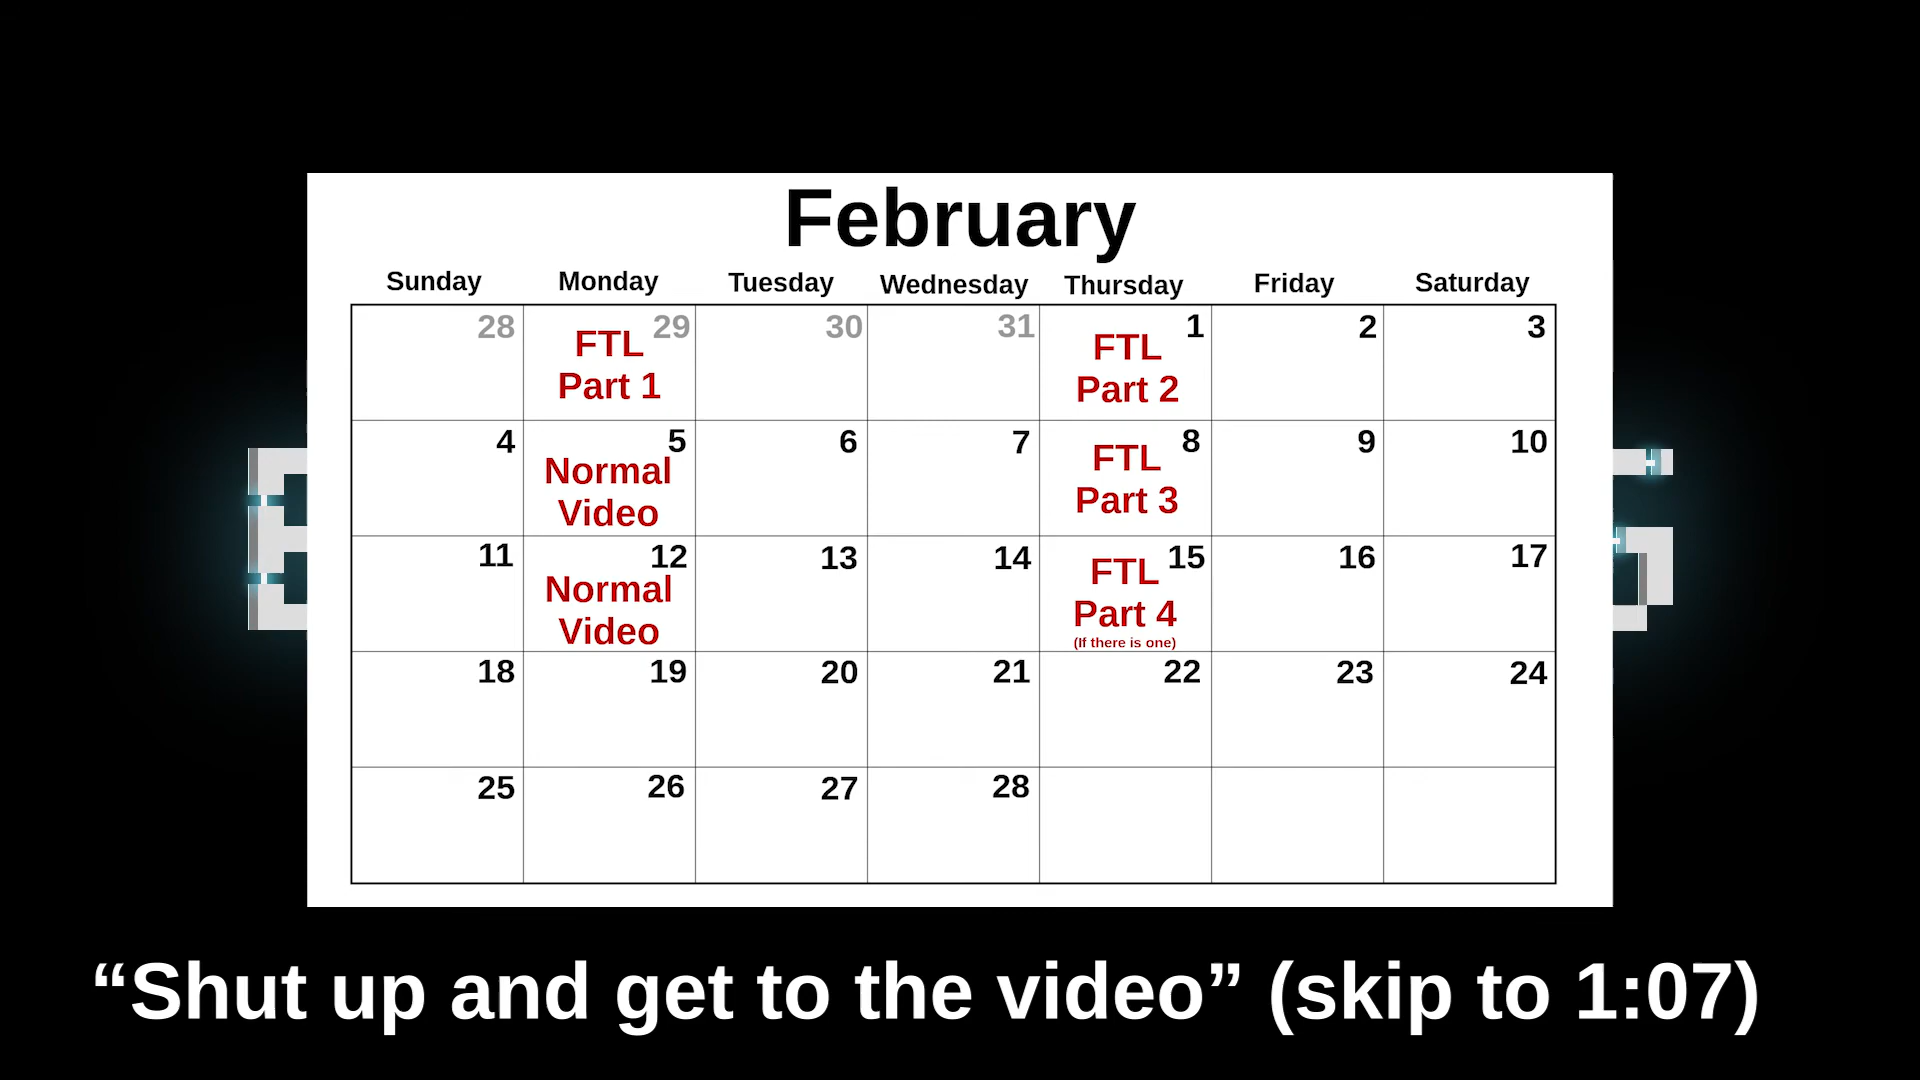 February
Sunday Monday Tuesday Wednesday Thursday Friday Saturday
28 29 30 31 1 2 3
FTL
Part 1
FTL
Part 2
4 5 6 7 8 9 10
Normal
Video
FTL
Part 3
11 12 13 14 15 16 17
Normal
Video
FTL
Part 4
(If there is one)
18 19 20 21 22 23 24
25 26 27 28
“Shut up and get to the video” (skip to 1:07)